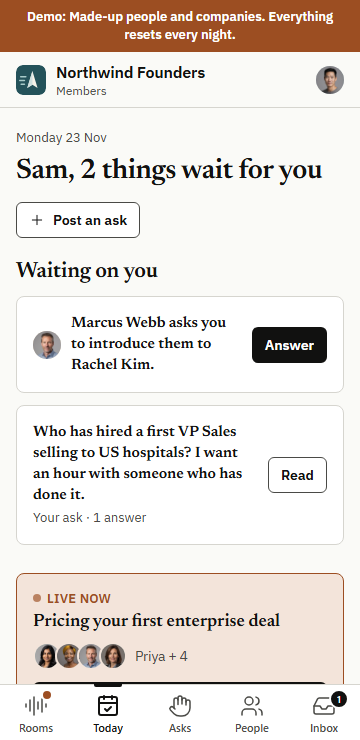 Demo: Made-up people and companies. Everything
resets every night.
Northwind Founders
Members
Monday 23 Nov
Sam, 2 things wait for you
Post an ask
Waiting on you
Marcus Webb asks you
to introduce them to
Rachel Kim.
Answer
Who has hired a first VP Sales
selling to US hospitals? I want
an hour with someone who has
done it.
Your ask · 1 answer
Read
LIVE NOW
Pricing your first enterprise deal
Priya + 4
1
Rooms
Today
Asks
People
Inbox